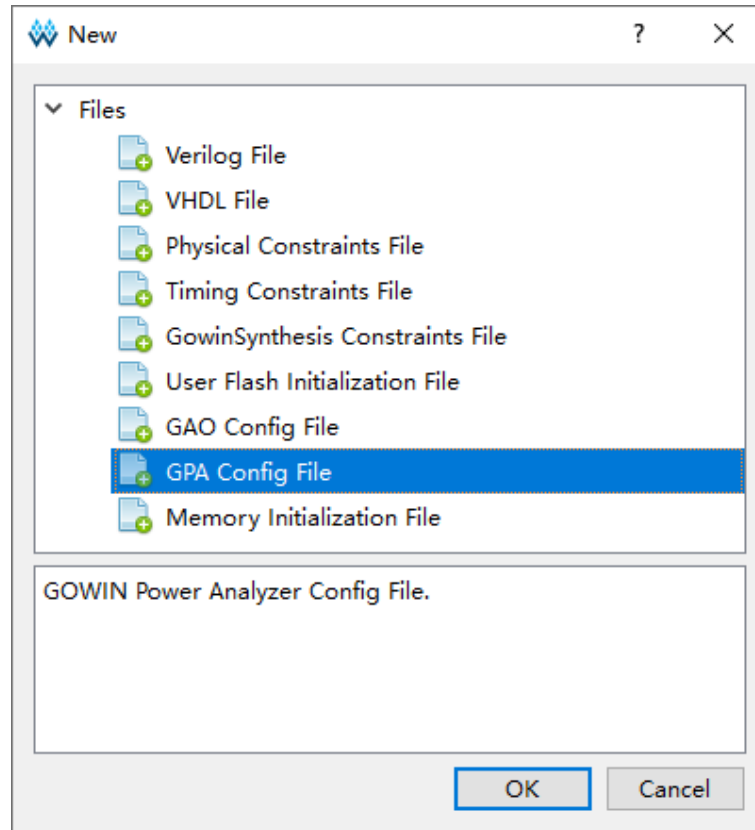 New
?
Files
Verilog File
VHDL File
Physical Constraints File
Timing Constraints File
GowinSynthesis Constraints File
User Flash Initialization File
GAO Config File
GPA Config File
Memory Initialization File
GOWIN Power Analyzer Config File.
OK Cancel